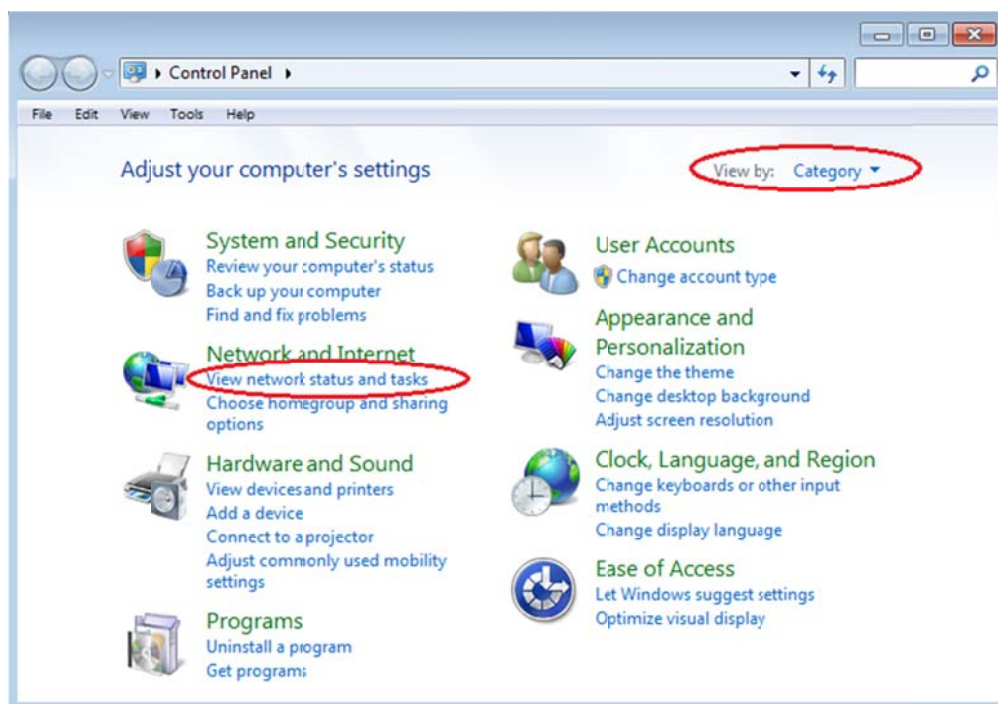 Control Panel
File Edit View Tools Help
Adjust your computer's settings
View by: Category
System and Security
Review your computer's status
Back up your computer
Find and fix problems
Network and Internet
View network status and tasks
Choose homegroup and sharing
options
Hardware and Sound
View devices and printers
Add a device
Connect to a projector
Adjust commonly used mobility
settings
Programs
Uninstall a program
Get programs
User Accounts
Change account type
Appearance and
Personalization
Change the theme
Change desktop background
Adjust screen resolution
Clock, Language, and Region
Change keyboards or other input
methods
Change display language
Ease of Access
Let Windows suggest settings
Optimize visual display